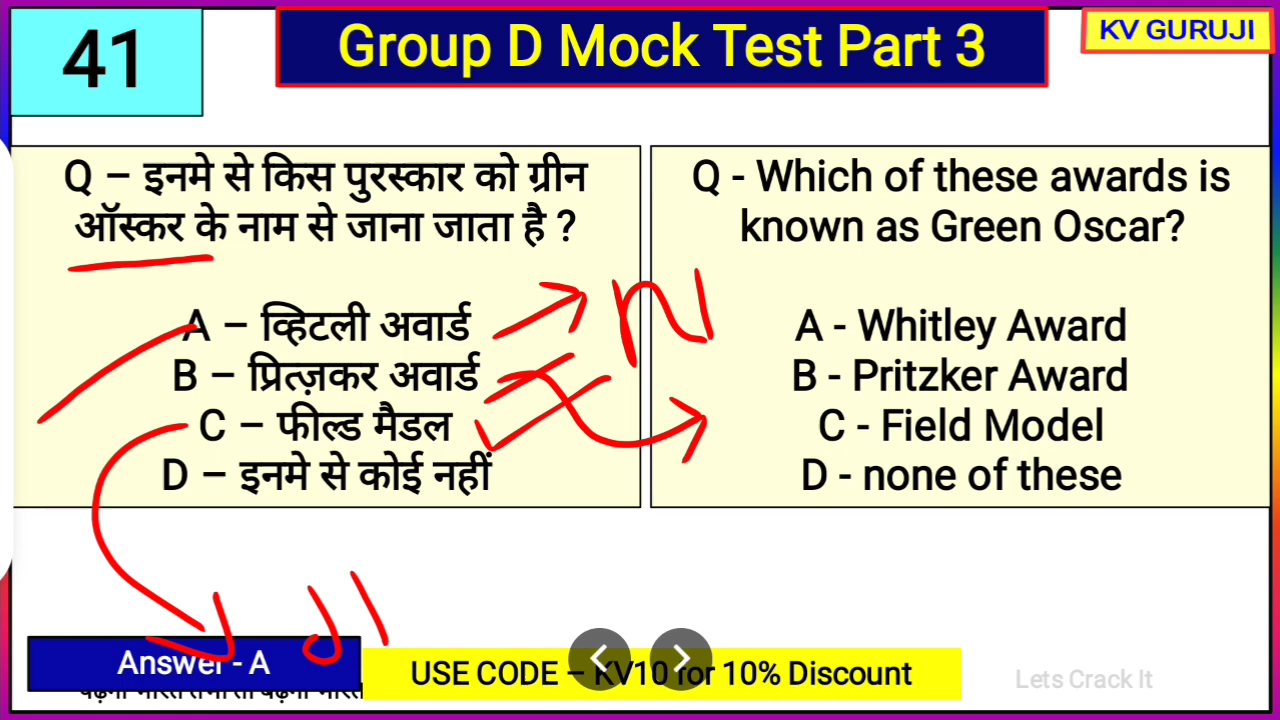 41
Group D Mock Test Part 3
KV GURUJI
Q – इनमे से किस पुरस्कार को ग्रीन
ऑस्कर के नाम से जाना जाता है ?
A – व्हिटली अवार्ड
B – प्रित्ज़कर अवार्ड
C – फील्ड मैडल
D – इनमे से कोई नहीं
Q - Which of these awards is
known as Green Oscar?
A - Whitley Award
B - Pritzker Award
C - Field Model
D - none of these
Answer - A
USE CODE – KV10 for 10% Discount
Lets Crack It